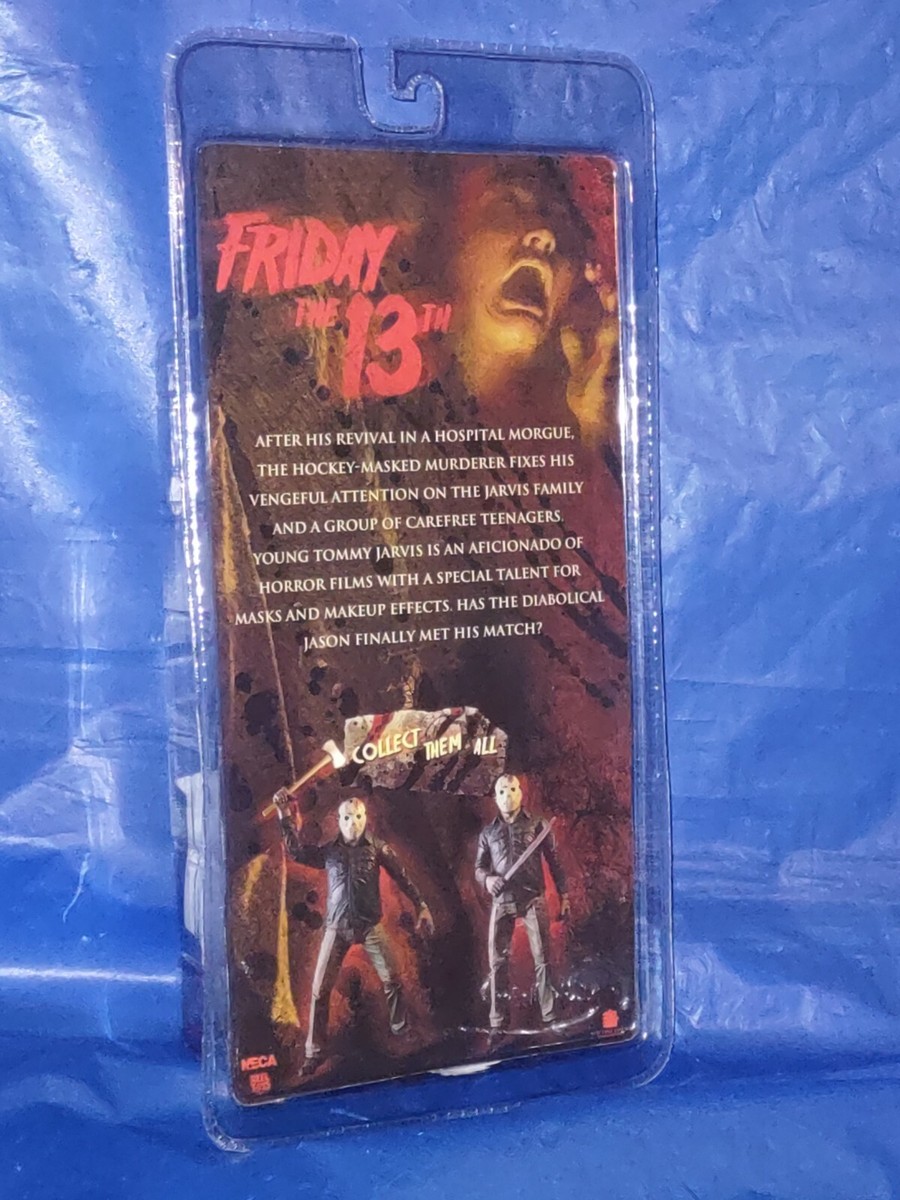 FRIDAY
THE 13TH
AFTER HIS REVIVAL IN A HOSPITAL MORGUE,
THE HOCKEY-MASKED MURDERER FIXES HIS
VENGEFUL ATTENTION ON THE JARVIS FAMILY
AND A GROUP OF CAREFREE TEENAGERS.
YOUNG TOMMY JARVIS IS AN AFICIONADO OF
HORROR FILMS WITH A SPECIAL TALENT FOR
MASKS AND MAKEUP EFFECTS. HAS THE DIABOLICAL
JASON FINALLY MET HIS MATCH?
COLLECT THEM ALL
NECA